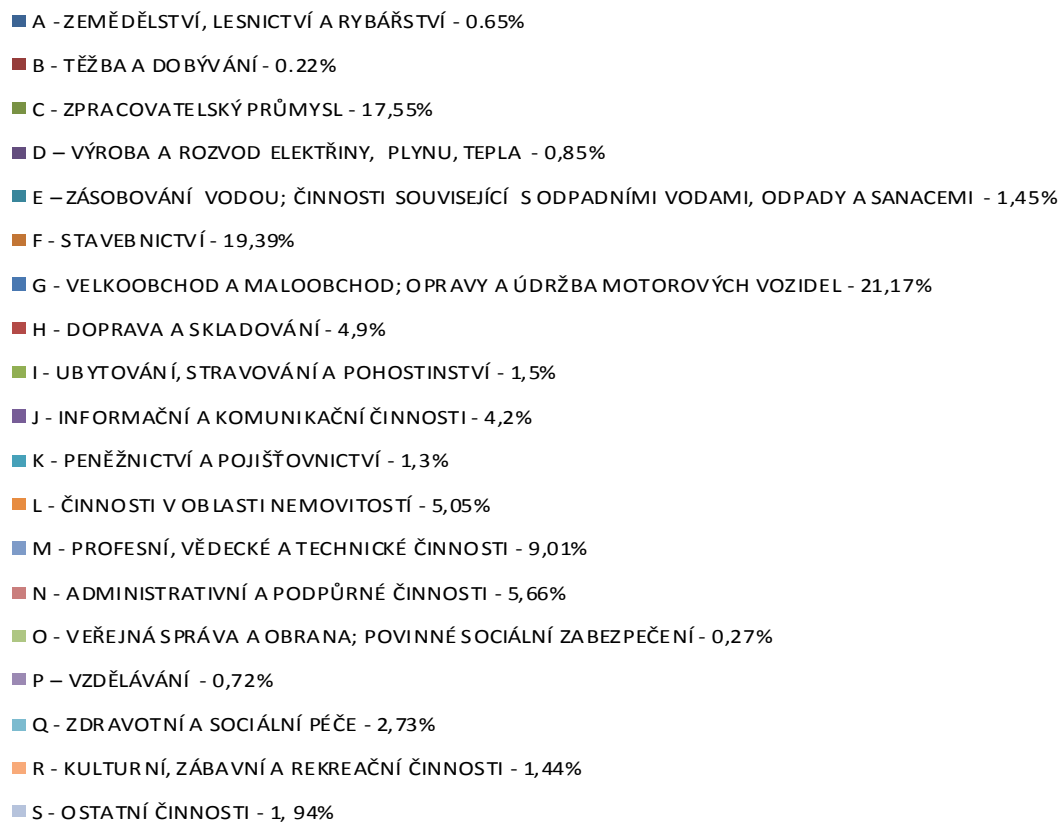 A - ZEMĚDĚLSTVÍ, LESNICTVÍ A RYBÁŘSTVÍ - 0.65%
B - TĚŽBA A DOBÝVÁNÍ - 0.22%
C - ZPRACOVATELSKÝ PRŮMYSL - 17,55%
D – VÝROBA A ROZVOD ELEKTŘINY, PLYNU, TEPLA - 0,85%
E – ZÁSOBOVÁNÍ VODOU; ČINNOSTI SOUVISEJÍCÍ S ODPADNÍMI VODAMI, ODPADY A SANACEMI - 1,45%
F - STAVEBNICTVÍ - 19,39%
G - VELKOOBCHOD A MALOOBCHOD; OPRAVY A ÚDRŽBA MOTOROVÝCH VOZIDEL - 21,17%
H - DOPRAVA A SKLADOVÁNÍ - 4,9%
I - UBYTOVÁNÍ, STRAVOVÁNÍ A POHOSTINSTVÍ - 1,5%
J - INFORMAČNÍ A KOMUNIKAČNÍ ČINNOSTI - 4,2%
K - PENĚŽNICTVÍ A POJIŠŤOVNICTVÍ - 1,3%
L - ČINNOSTI V OBLASTI NEMOVITOSTÍ - 5,05%
M - PROFESNÍ, VĚDECKÉ A TECHNICKÉ ČINNOSTI - 9,01%
N - ADMINISTRATIVNÍ A PODPŮRNÉ ČINNOSTI - 5,66%
O - VEŘEJNÁ SPRÁVA A OBRANA; POVINNÉ SOCIÁLNÍ ZABEZPEČENÍ - 0,27%
P – VZDĚLÁVÁNÍ - 0,72%
Q - ZDRAVOTNÍ A SOCIÁLNÍ PÉČE - 2,73%
R - KULTURNÍ, ZÁBAVNÍ A REKREAČNÍ ČINNOSTI - 1,44%
S - OSTATNÍ ČINNOSTI - 1, 94%